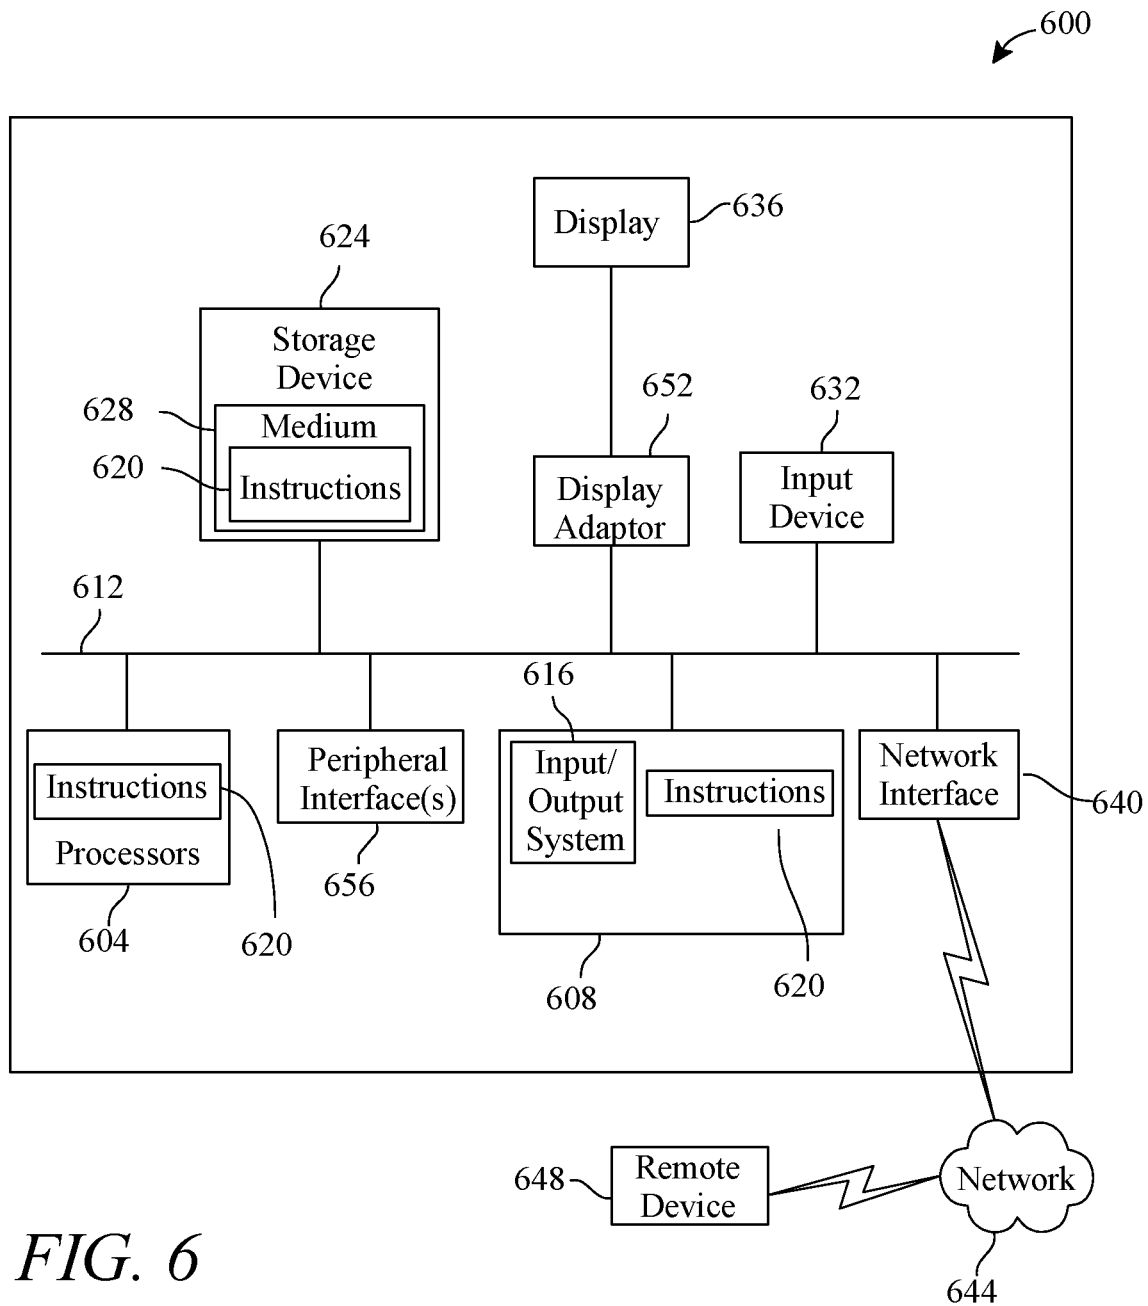 600
Display
636
624
Storage
Device
628
Medium
620
Instructions
652
Display
Adaptor
632
Input
Device
612
616
Instructions
Processors
604
620
Peripheral
Interface(s)
656
Input/
Output
System
Instructions
608
620
Network
Interface
640
648
Remote
Device
Network
644
FIG. 6